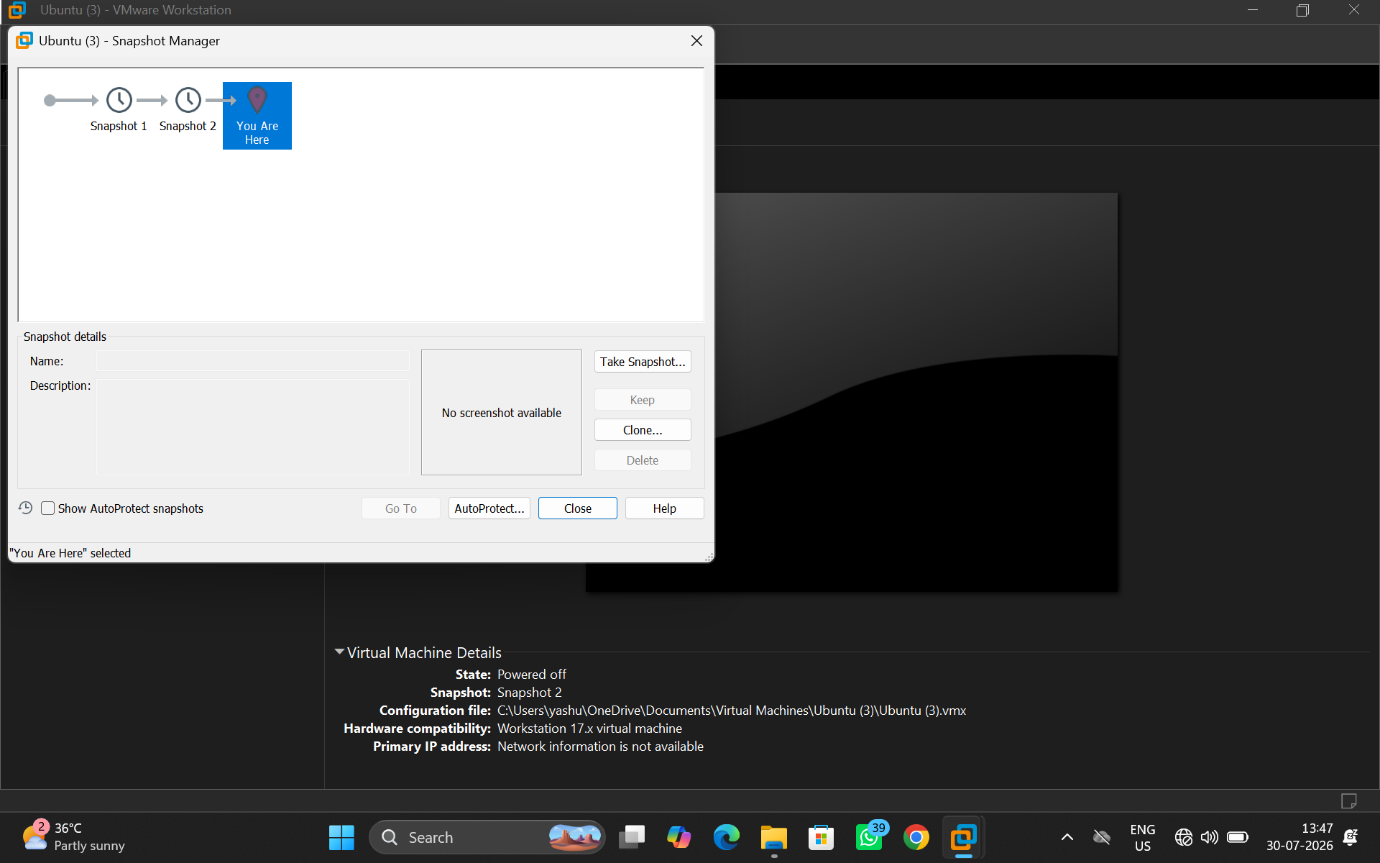 Ubuntu (3) - VMware Workstation
Ubuntu (3) - Snapshot Manager
Snapshot 1
Snapshot 2
You Are
Here
Snapshot details
Name:
Description:
No screenshot available
Take Snapshot...
Keep
Clone...
Delete
Show AutoProtect snapshots
Go To
AutoProtect...
Close
Help
"You Are Here" selected
Virtual Machine Details
State: Powered off
Snapshot: Snapshot 2
Configuration file: C:\Users\yashu\OneDrive\Documents\Virtual Machines\Ubuntu (3)\Ubuntu (3).vmx
Hardware compatibility: Workstation 17.x virtual machine
Primary IP address: Network information is not available
2
36°C
Partly sunny
Search
39
ENG
US
13:47
30-07-2026